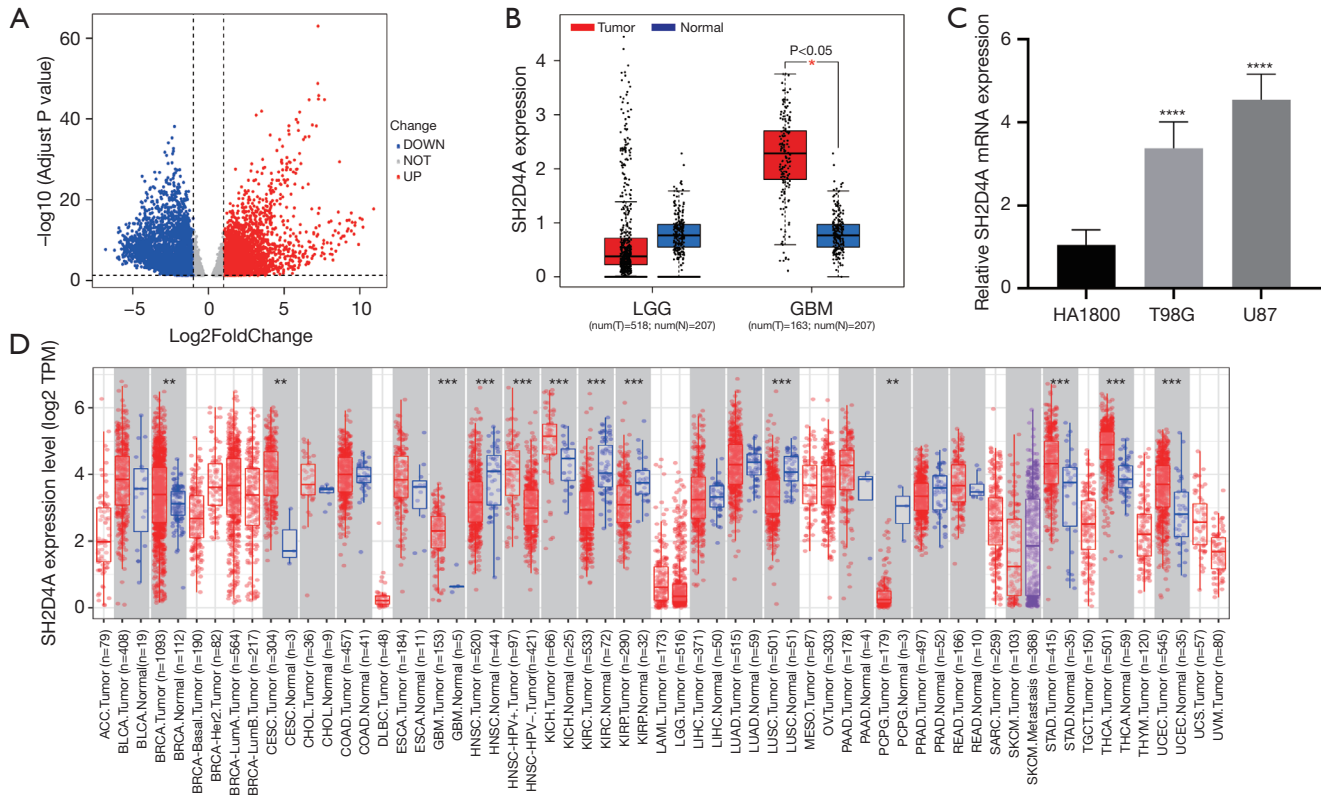 A
−log10 (Adjust P value)
60
40
20
0
−5
0
5
10
Log2FoldChange
Change
DOWN
NOT
UP
B
Tumor
Normal
SH2D4A expression
4
3
2
1
0
P<0.05
*
LGG
(num(T)=518; num(N)=207)
GBM
(num(T)=163; num(N)=207)
C
Relative SH2D4A mRNA expression
6
4
2
0
****
****
HA1800
T98G
U87
D
SH2D4A expression level (log2 TPM)
6
4
2
0
** ** *** *** *** *** *** *** *** ** *** *** ***
ACC.Tumor (n=79)
BLCA.Tumor (n=408)
BLCA.Normal(n=19)
BRCA.Tumor (n=1093)
BRCA.Normal (n=112)
BRCA-Basal.Tumor (n=190)
BRCA-Her2.Tumor (n=82)
BRCA-LumA.Tumor (n=564)
BRCA-LumB.Tumor (n=217)
CESC.Tumor (n=304)
CESC.Normal (n=3)
CHOL.Tumor (n=36)
CHOL.Normal (n=9)
COAD.Tumor (n=457)
COAD.Normal (n=41)
DLBC.Tumor (n=48)
ESCA.Tumor (n=184)
ESCA.Normal (n=11)
GBM.Tumor (n=153)
GBM.Normal (n=5)
HNSC.Tumor (n=520)
HNSC.Normal (n=44)
HNSC-HPV+.Tumor (n=97)
HNSC-HPV−.Tumor(n=421)
KICH.Tumor (n=66)
KICH.Normal (n=25)
KIRC.Tumor (n=533)
KIRC.Normal (n=72)
KIRP.Tumor (n=290)
KIRP.Normal (n=32)
LAML.Tumor (n=173)
LGG.Tumor (n=516)
LIHC.Tumor (n=371)
LIHC.Normal (n=50)
LUAD.Tumor (n=515)
LUAD.Normal (n=59)
LUSC.Tumor (n=501)
LUSC.Normal (n=51)
MESO.Tumor (n=87)
OV.Tumor (n=303)
PAAD.Tumor (n=178)
PAAD.Normal (n=4)
PCPG.Tumor (n=179)
PCPG.Normal (n=3)
PRAD.Tumor (n=497)
PRAD.Normal (n=52)
READ.Tumor (n=166)
READ.Normal (n=10)
SARC.Tumor (n=259)
SKCM.Tumor (n=103)
SKCM.Metastasis (n=368)
STAD.Tumor (n=415)
STAD.Normal (n=35)
TGCT.Tumor (n=150)
THCA.Tumor (n=501)
THCA.Normal (n=59)
THYM.Tumor (n=120)
UCEC.Tumor (n=545)
UCEC.Normal (n=35)
UCS.Tumor (n=57)
UVM.Tumor (n=80)